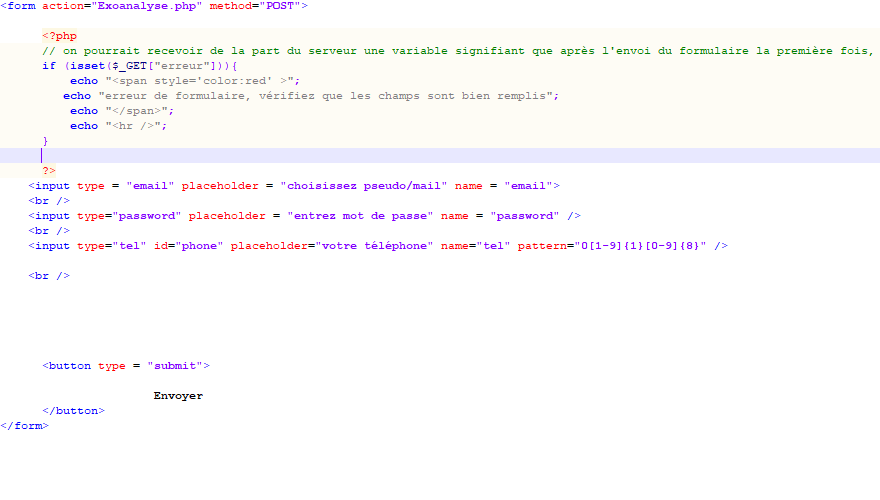 <form action="Exoanalyse.php" method="POST">
<?php
// on pourrait recevoir de la part du serveur une variable signifiant que après l'envoi du formulaire la première fois,
if (isset($_GET["erreur"])){
echo "<span style='color:red' >";
echo "erreur de formulaire, vérifiez que les champs sont bien remplis";
echo "</span>";
echo "<hr />";
}
?>
<input type = "email" placeholder = "choisissez pseudo/mail" name = "email">
<br />
<input type="password" placeholder = "entrez mot de passe" name = "password" />
<br />
<input type="tel" id="phone" placeholder="votre téléphone" name="tel" pattern="0[1-9]{1}[0-9]{8}" />
<br />
<button type = "submit">
Envoyer
</button>
</form>